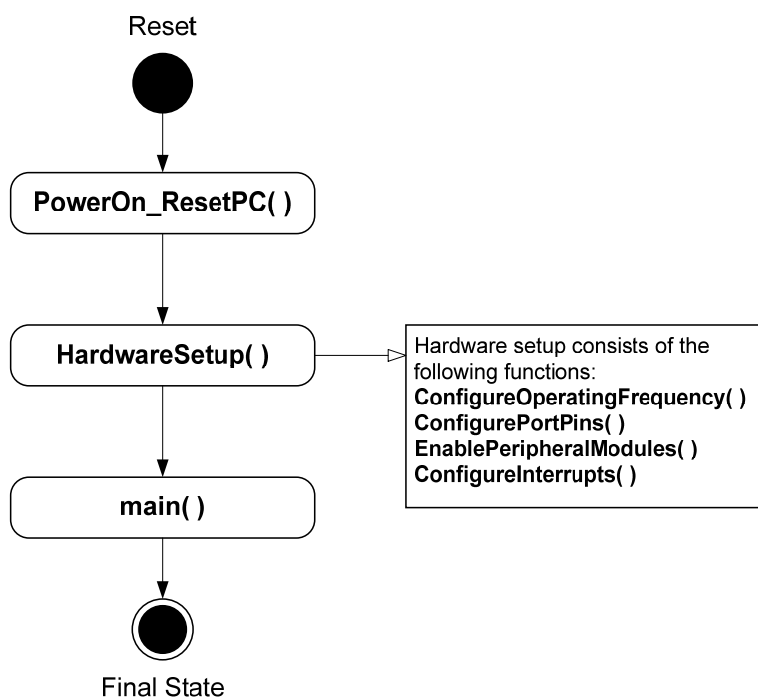 Reset
PowerOn_ResetPC( )
HardwareSetup( )
Hardware setup consists of the
following functions:
ConfigureOperatingFrequency( )
ConfigurePortPins( )
EnablePeripheralModules( )
ConfigureInterrupts( )
main( )
Final State